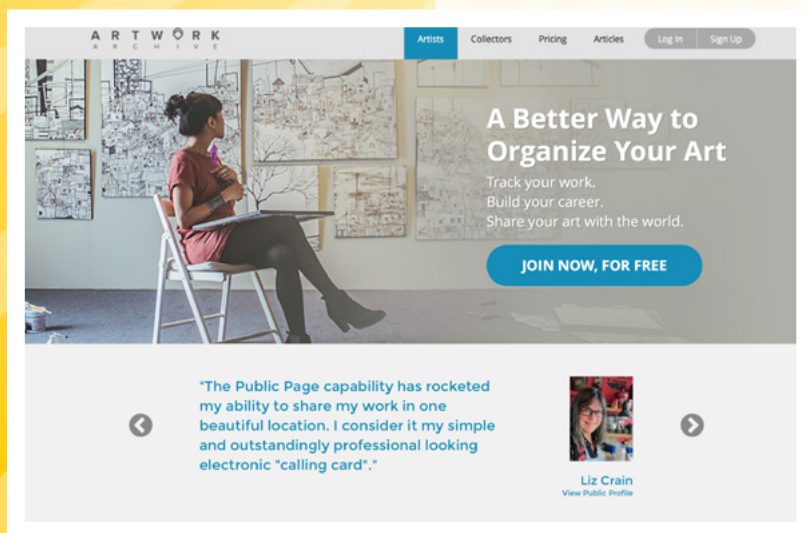 ARTWORK
ARCHIVE
Artists
Collectors
Pricing
Articles
Log In
Sign Up
A Better Way to
Organize Your Art
Track your work.
Build your career.
Share your art with the world.
JOIN NOW, FOR FREE
"The Public Page capability has rocketed
my ability to share my work in one
beautiful location. I consider it my simple
and outstandingly professional looking
electronic "calling card"."
Liz Crain
View Public Profile